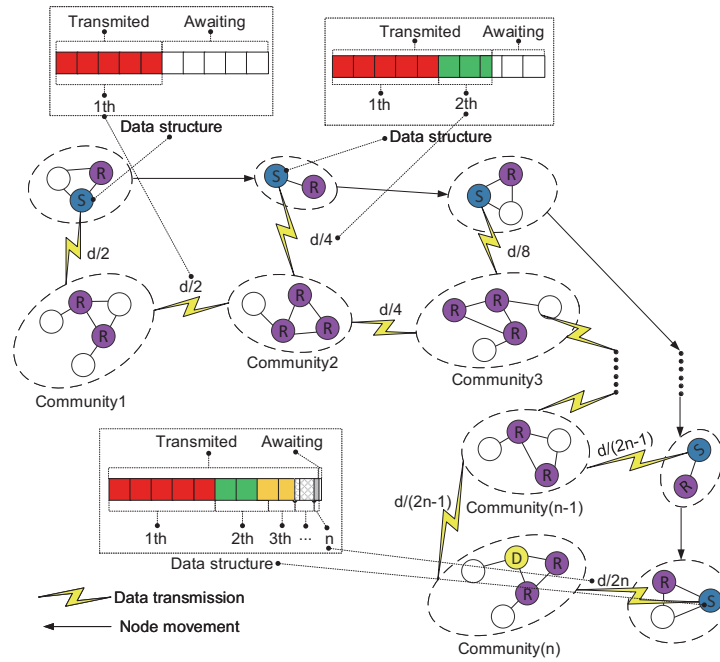 Transmited Awaiting
1th
Data structure
Transmited Awaiting
1th 2th
Data structure
R
S
S
R
R
S
d/2
d/4
d/8
R
R
d/2
R
R
R
d/4
R
R
R
Community1
Community2
Community3
Transmited Awaiting
1th 2th 3th ... n
Data structure
R
R
Community(n-1)
d/(2n-1)
d/(2n-1)
S
R
D
R
R
Community(n)
d/2n
R
S
Data transmission
Node movement